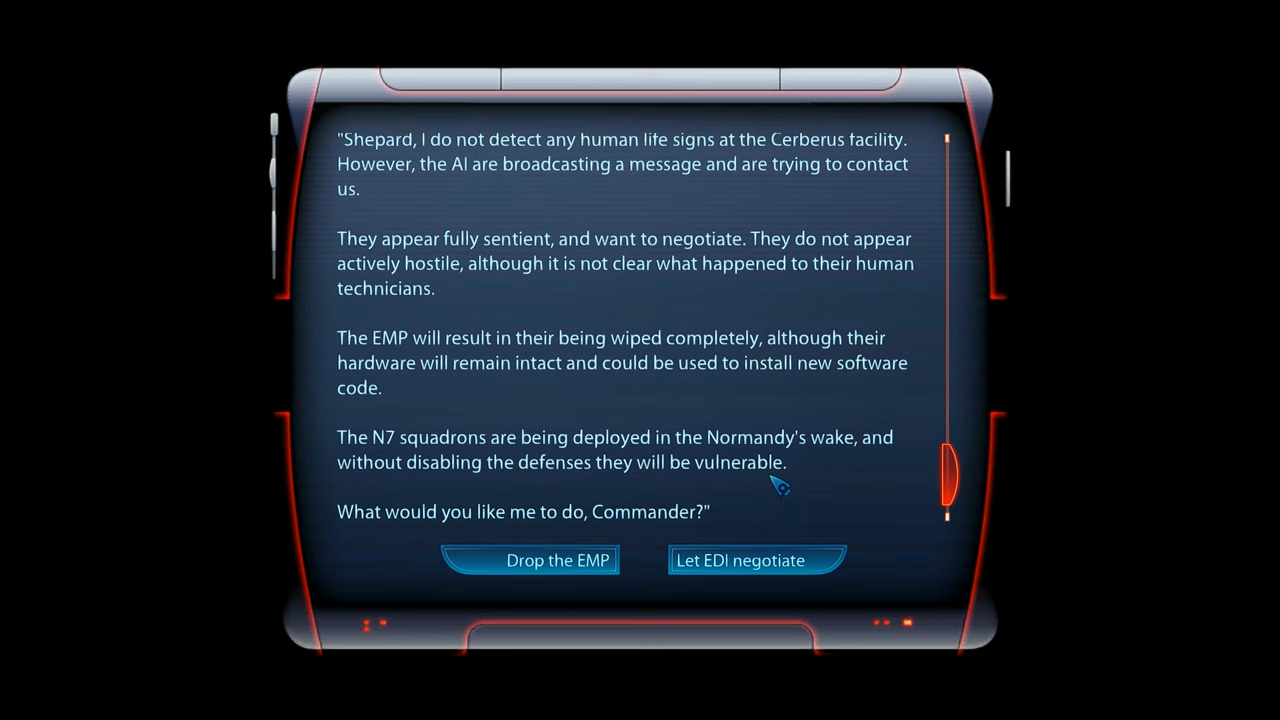 "Shepard, I do not detect any human life signs at the Cerberus facility.
However, the AI are broadcasting a message and are trying to contact
us.
They appear fully sentient, and want to negotiate. They do not appear
actively hostile, although it is not clear what happened to their human
technicians.
The EMP will result in their being wiped completely, although their
hardware will remain intact and could be used to install new software
code.
The N7 squadrons are being deployed in the Normandy's wake, and
without disabling the defenses they will be vulnerable.
What would you like me to do, Commander?"
Drop the EMP
Let EDI negotiate